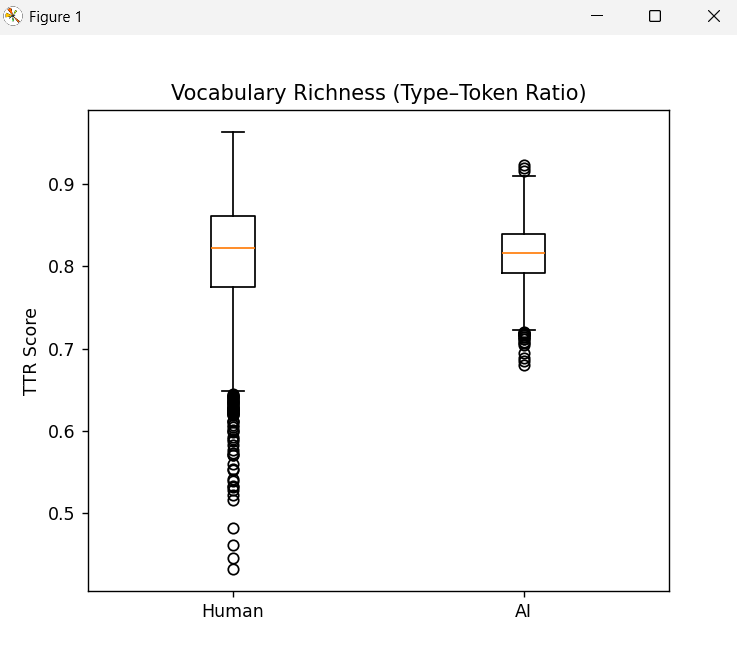 Figure 1
Vocabulary Richness (Type–Token Ratio)
0.9
0.8
0.7
0.6
0.5
TTR Score
Human
AI